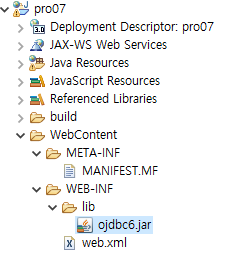 pro07
Deployment Descriptor: pro07
JAX-WS Web Services
Java Resources
JavaScript Resources
Referenced Libraries
build
WebContent
META-INF
MANIFEST.MF
WEB-INF
lib
ojdbc6.jar
web.xml